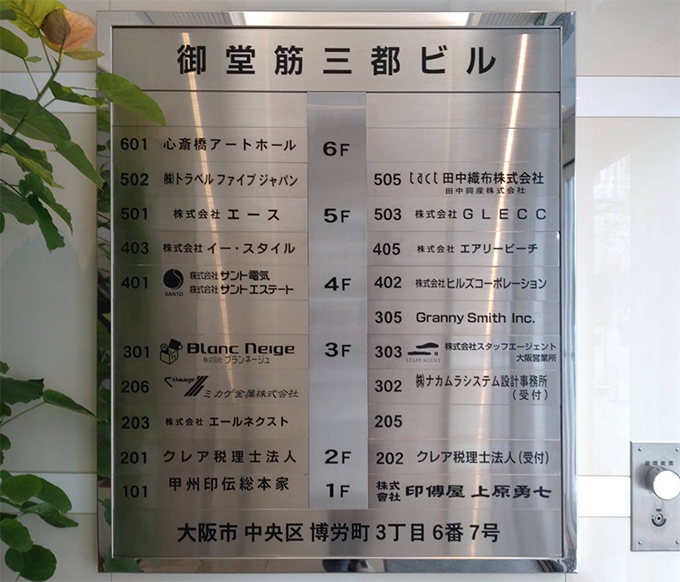 御堂筋三都ビル
601 心斎橋アートホール
6F
502 ㈱トラベル ファイブ ジャパン
505 tact 田中織布株式会社
田中興産株式会社
501 株式会社 エース
5F
503 株式会社 GLECC
403 株式会社 イー・スタイル
405 株式会社 エアリービーチ
401 SANTO 株式会社 サント電気
株式会社 サントエステート
4F
402 株式会社 ヒルズコーポレーション
305 Granny Smith Inc.
301 Blanc Neige
株式会社 ブランネージュ
3F
303 STAFF AGENT 株式会社スタッフエージェント
大阪営業所
206 Mikage ミカゲ金属株式会社
302 ㈱ナカムラシステム設計事務所
(受付)
203 株式会社 エールネクスト
205
201 クレア税理士法人
2F
202 クレア税理士法人(受付)
101 甲州印伝総本家
1F
株式會社 印傳屋 上原勇七
大阪市 中央区 博労町 3丁目 6番 7号